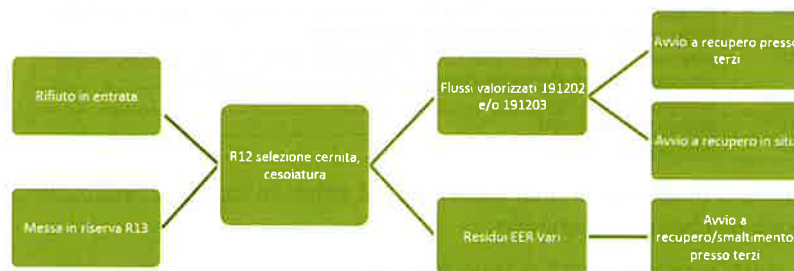 Rifiuto in entrata
Messa in riserva R13
R12 selezione cernita,
cesoiatura
Flussi valorizzati 191202
e/o 191203
Residui EER Vari
Avvio a recupero presso
terzi
Avvio a recupero in situ
Avvio a
recupero/smaltimento
presso terzi